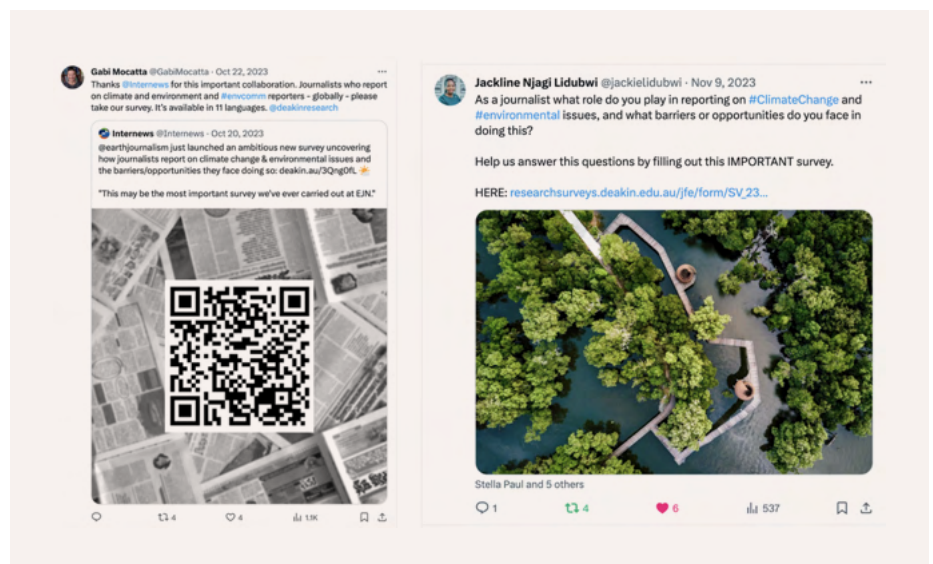 Gabi Mocatta @GabiMocatta · Oct 22, 2023
Thanks @Internews for this important collaboration. Journalists who report
on climate and environment and #envcomm reporters - globally - please
take our survey. It's available in 11 languages. @deakinresearch
Internews @Internews · Oct 20, 2023
@earthjournalism just launched an ambitious new survey uncovering
how journalists report on climate change & environmental issues and
the barriers/opportunities they face doing so: deakin.au/3Qng0fL
"This may be the most important survey we've ever carried out at EJN."
4
4
1.1K
Jackline Njagi Lidubwi @jackielidubwi · Nov 9, 2023
As a journalist what role do you play in reporting on #ClimateChange and
#environmental issues, and what barriers or opportunities do you face in
doing this?
Help us answer this questions by filling out this IMPORTANT survey.
HERE: researchsurveys.deakin.edu.au/jfe/form/SV_23...
Stella Paul and 5 others
1
4
6
537